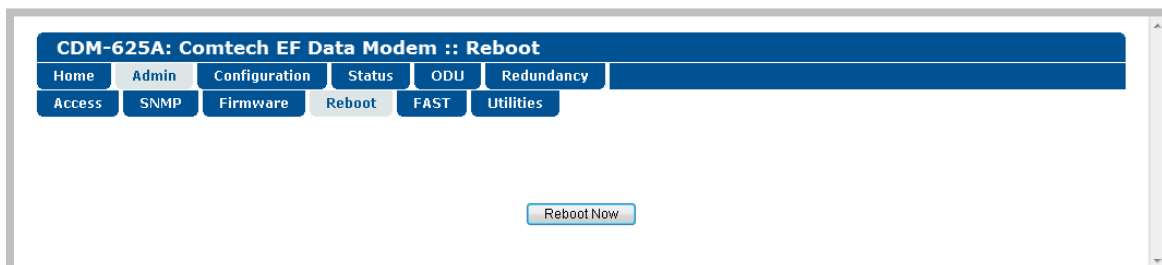 CDM-625A: Comtech EF Data Modem :: Reboot
Home Admin Configuration Status ODU Redundancy
Access SNMP Firmware Reboot FAST Utilities
Reboot Now